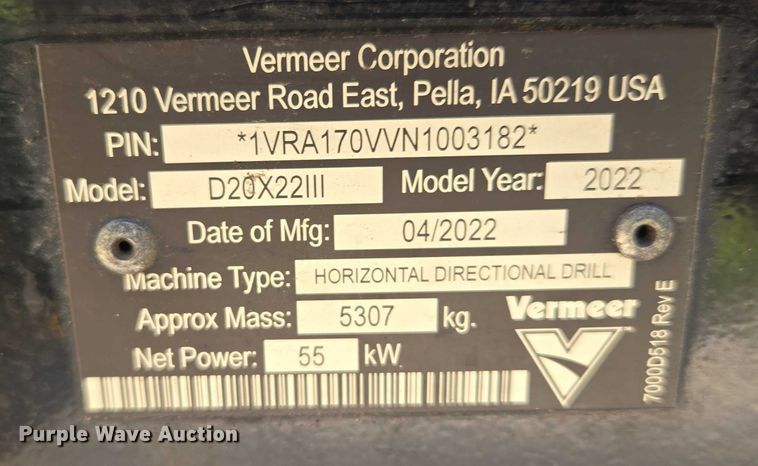 Vermeer Corporation
1210 Vermeer Road East, Pella, IA 50219 USA
PIN: *1VRA170VVN1003182*
Model: D20X22III Model Year: 2022
Date of Mfg: 04/2022
Machine Type: HORIZONTAL DIRECTIONAL DRILL
Approx Mass: 5307 kg.
Net Power: 55 kW
Vermeer
7000D518 Rev E
Purple Wave Auction